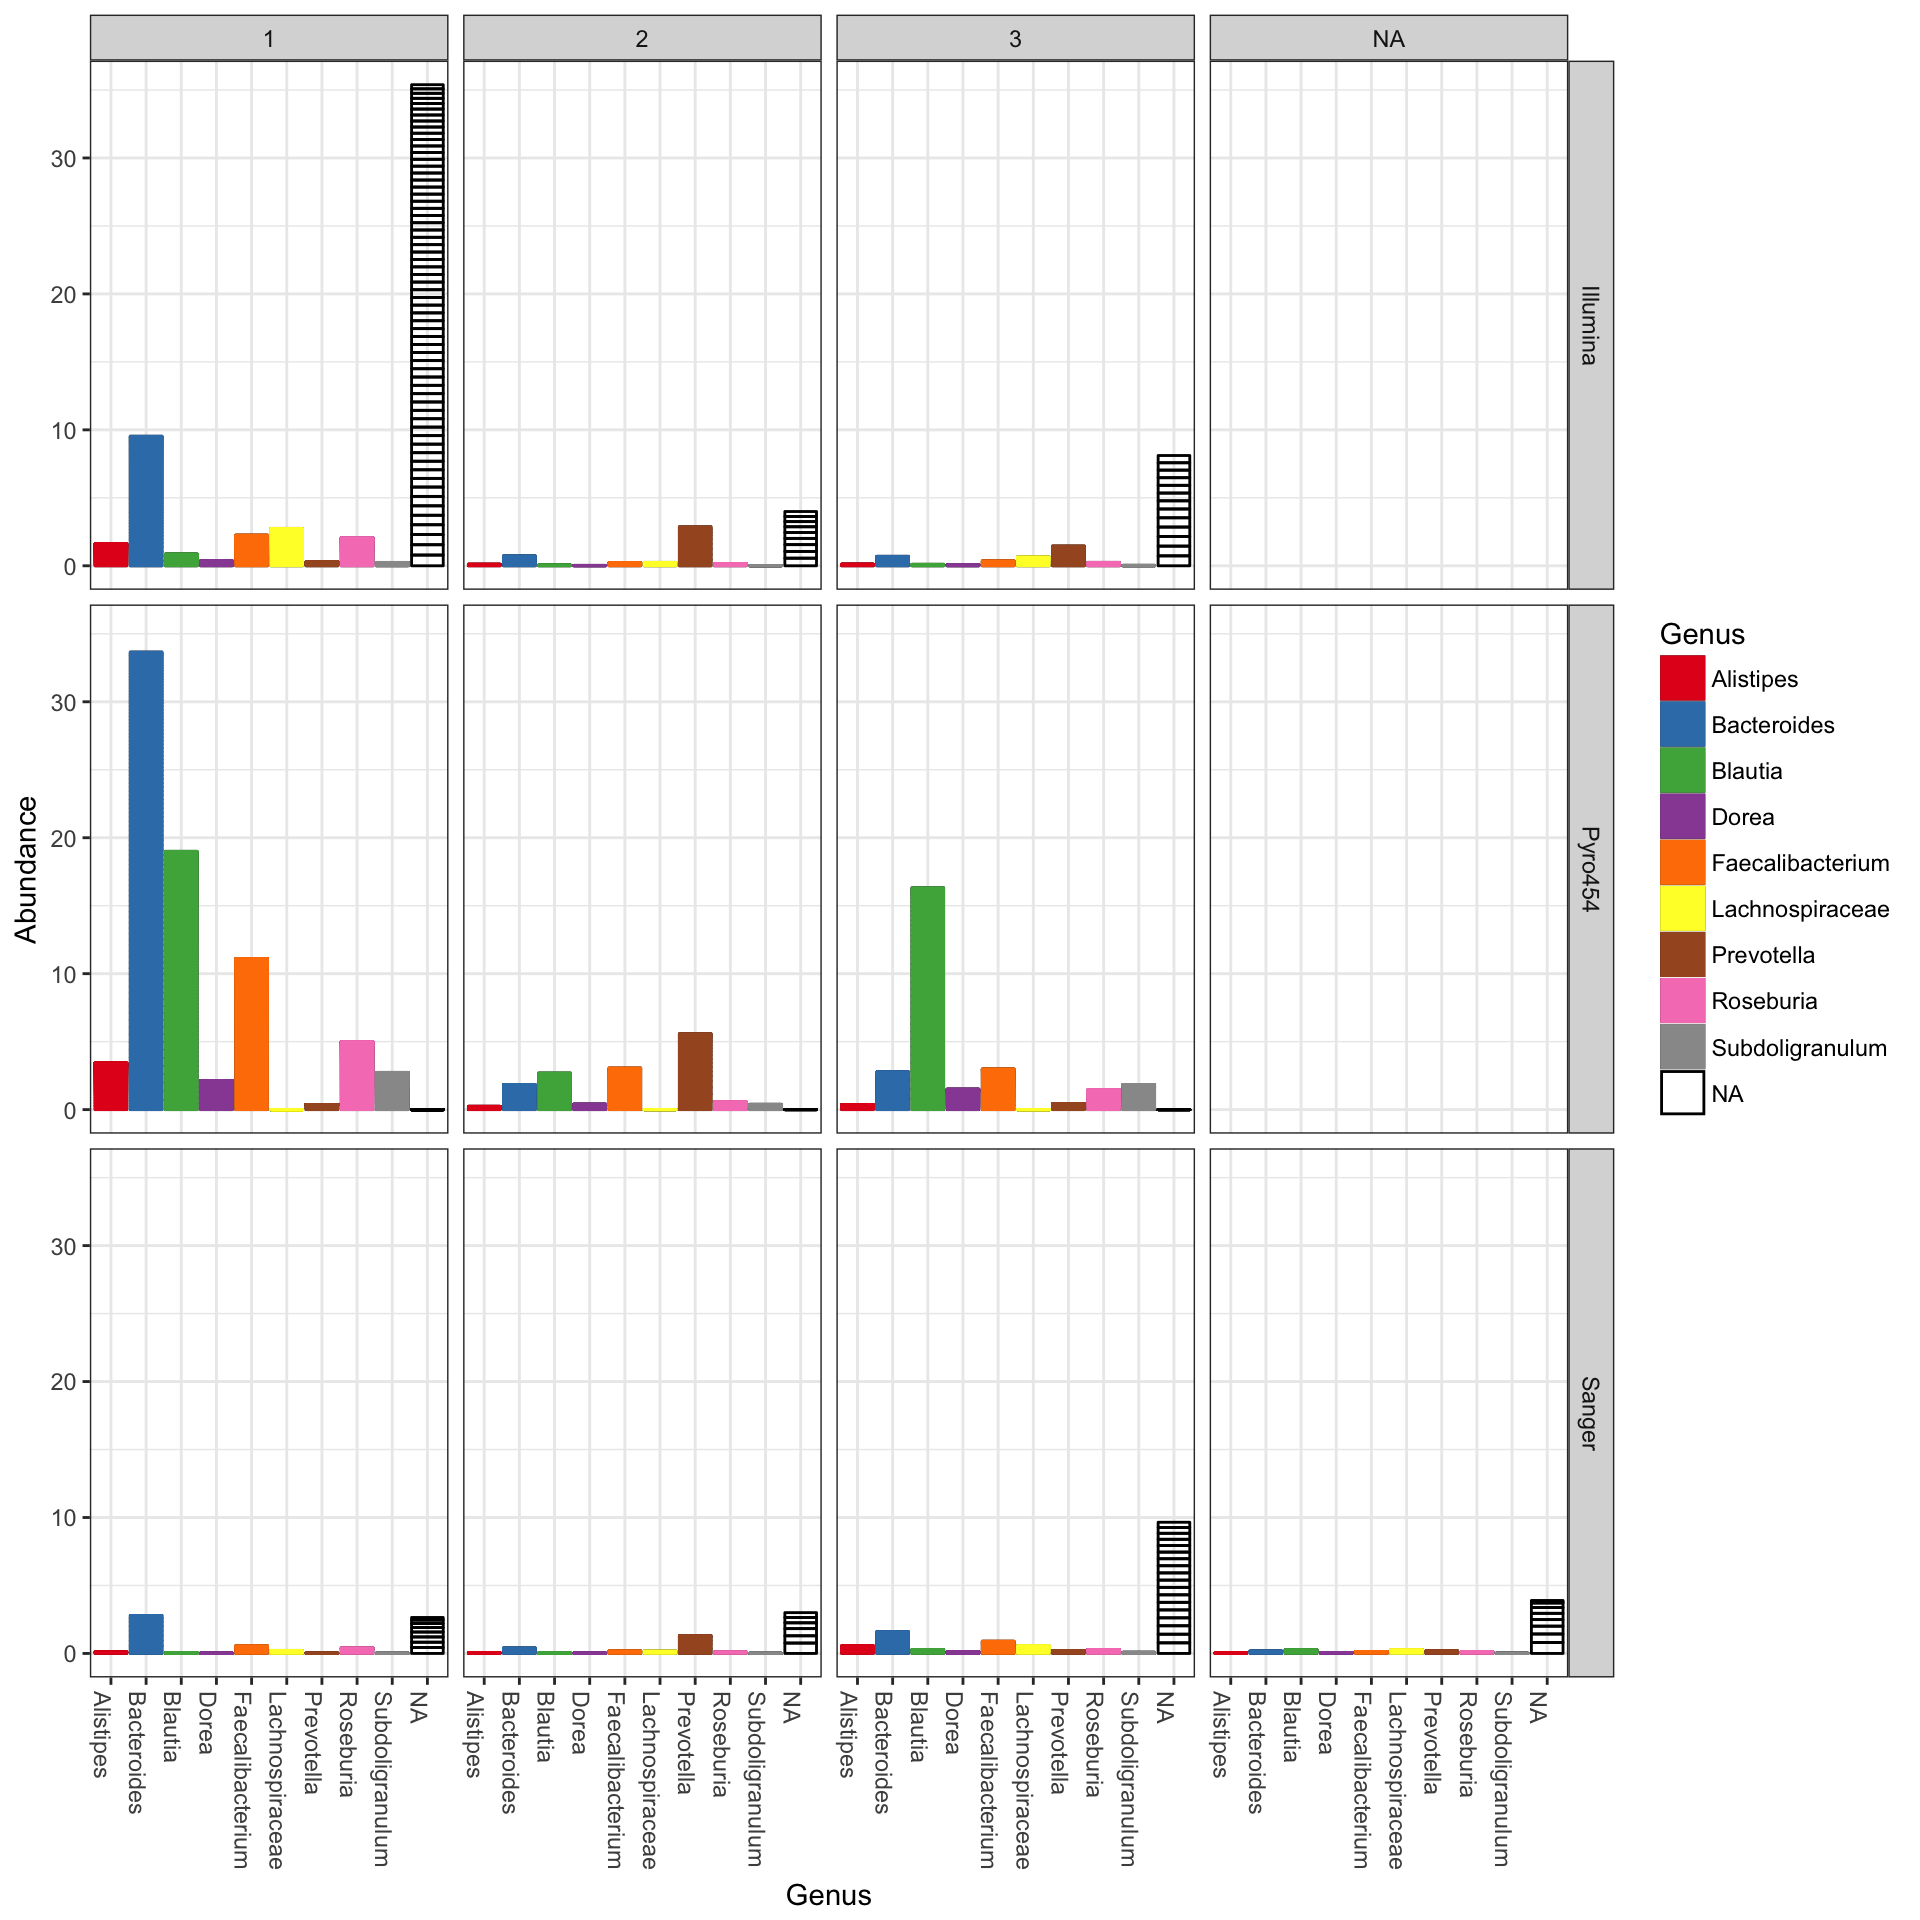 1 2 3 NA
30
20
10
0
Illumina
30
20
10
0
Pyro454
30
20
10
0
Sanger
Abundance
Alistipes Bacteroides Blautia Dorea Faecalibacterium Lachnospiraceae Prevotella Roseburia Subdoligranulum NA
Alistipes Bacteroides Blautia Dorea Faecalibacterium Lachnospiraceae Prevotella Roseburia Subdoligranulum NA
Alistipes Bacteroides Blautia Dorea Faecalibacterium Lachnospiraceae Prevotella Roseburia Subdoligranulum NA
Alistipes Bacteroides Blautia Dorea Faecalibacterium Lachnospiraceae Prevotella Roseburia Subdoligranulum NA
Genus
Genus
Alistipes
Bacteroides
Blautia
Dorea
Faecalibacterium
Lachnospiraceae
Prevotella
Roseburia
Subdoligranulum
NA